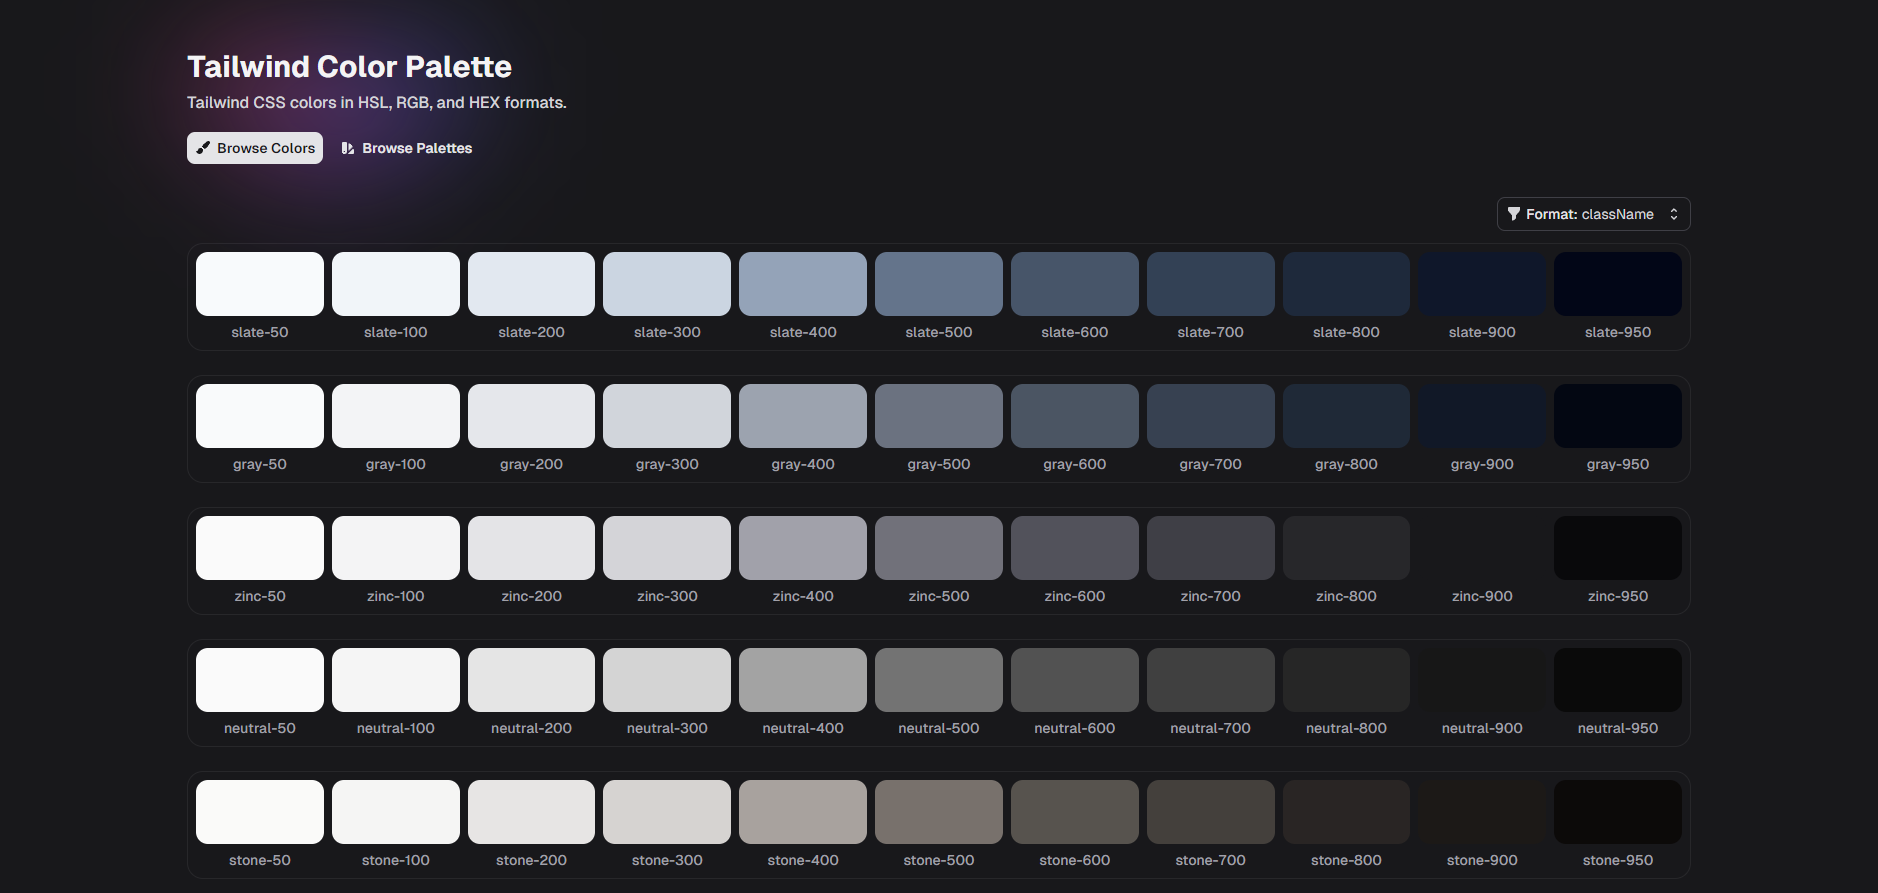 Tailwind Color Palette
Tailwind CSS colors in HSL, RGB, and HEX formats.
Browse Colors Browse Palettes
Format: className
slate-50 slate-100 slate-200 slate-300 slate-400 slate-500 slate-600 slate-700 slate-800 slate-900 slate-950
gray-50 gray-100 gray-200 gray-300 gray-400 gray-500 gray-600 gray-700 gray-800 gray-900 gray-950
zinc-50 zinc-100 zinc-200 zinc-300 zinc-400 zinc-500 zinc-600 zinc-700 zinc-800 zinc-900 zinc-950
neutral-50 neutral-100 neutral-200 neutral-300 neutral-400 neutral-500 neutral-600 neutral-700 neutral-800 neutral-900 neutral-950
stone-50 stone-100 stone-200 stone-300 stone-400 stone-500 stone-600 stone-700 stone-800 stone-900 stone-950